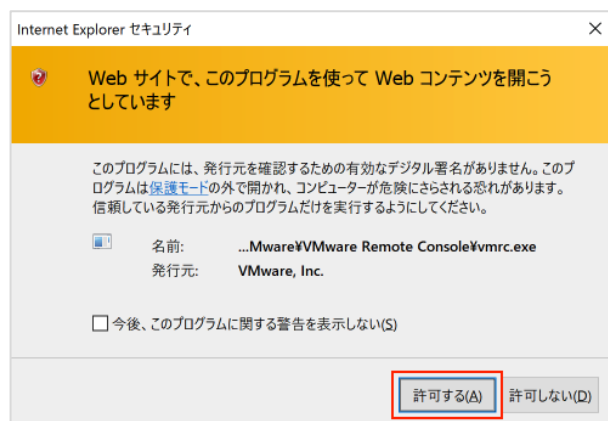 Internet Explorer セキュリティ
Web サイトで、このプログラムを使って Web コンテンツを開こう
としています
このプログラムには、発行元を確認するための有効なデジタル署名がありません。このプ
ログラムは保護モードの外で開かれ、コンピューターが危険にさらされる恐れがあります。
信頼している発行元からのプログラムだけを実行するようにしてください。
名前: ...Mware¥VMware Remote Console¥vmrc.exe
発行元: VMware, Inc.
今後、このプログラムに関する警告を表示しない(S)
許可する(A) 許可しない(D)